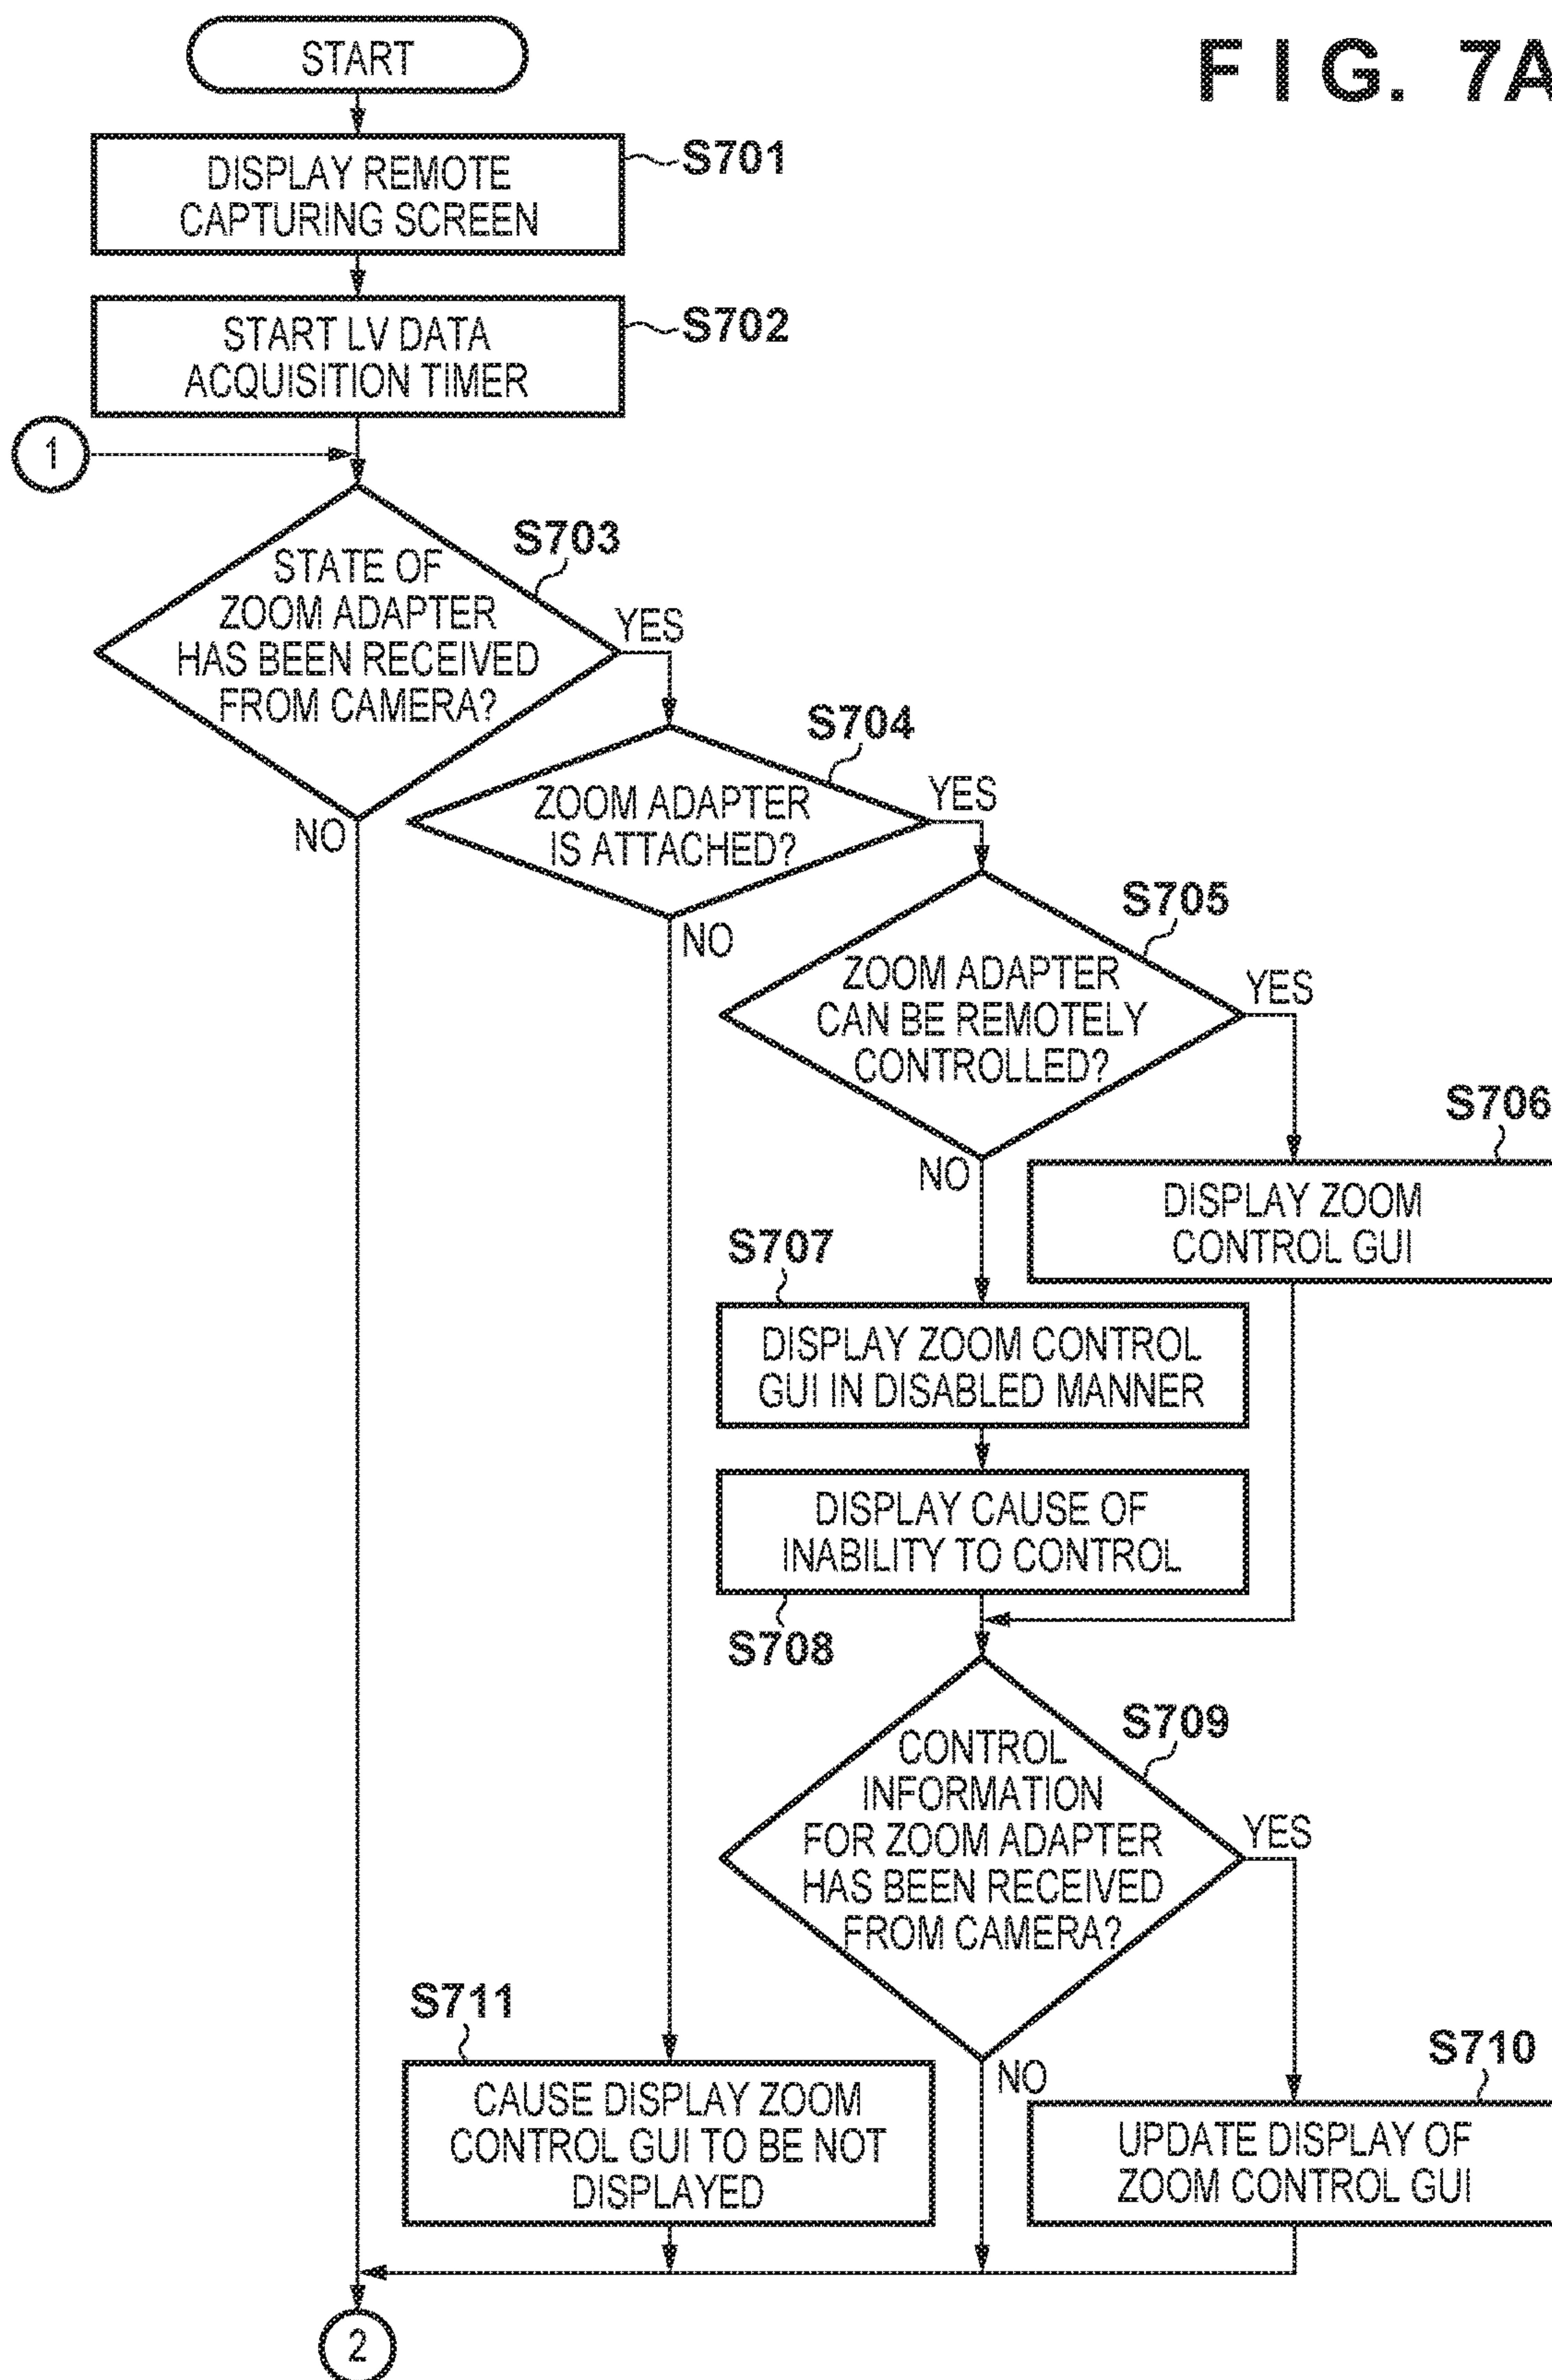 FIG. 7A
START
DISPLAY REMOTE
CAPTURING SCREEN
S701
START LV DATA
ACQUISITION TIMER
S702
1
STATE OF
ZOOM ADAPTER
HAS BEEN RECEIVED
FROM CAMERA?
S703
YES
NO
ZOOM ADAPTER
IS ATTACHED?
S704
YES
NO
ZOOM ADAPTER
CAN BE REMOTELY
CONTROLLED?
S705
YES
NO
S706
DISPLAY ZOOM
CONTROL GUI
S707
DISPLAY ZOOM CONTROL
GUI IN DISABLED MANNER
DISPLAY CAUSE OF
INABILITY TO CONTROL
S708
CONTROL
INFORMATION
FOR ZOOM ADAPTER
HAS BEEN RECEIVED
FROM CAMERA?
S709
YES
NO
S710
UPDATE DISPLAY OF
ZOOM CONTROL GUI
S711
CAUSE DISPLAY ZOOM
CONTROL GUI TO BE NOT
DISPLAYED
2